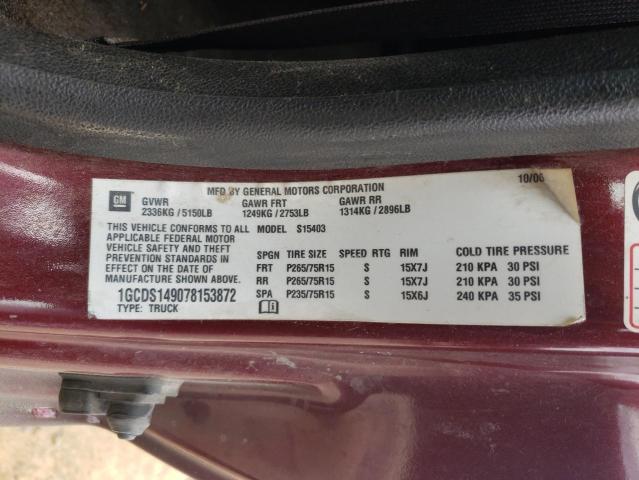 MFD BY GENERAL MOTORS CORPORATION 10/06
GM GVWR GAWR FRT GAWR RR
2336KG / 5150LB 1249KG / 2753LB 1314KG / 2896LB
THIS VEHICLE CONFORMS TO ALL MODEL S15403
APPLICABLE FEDERAL MOTOR
VEHICLE SAFETY AND THEFT
PREVENTION STANDARDS
IN EFFECT ON THE DATE OF
MANUFACTURE SHOWN ABOVE.
1GCDS149078153872
TYPE: TRUCK
SPGN TIRE SIZE SPEED RTG RIM COLD TIRE PRESSURE
FRT P265/75R15 S 15X7J 210 KPA 30 PSI
RR P265/75R15 S 15X7J 210 KPA 30 PSI
SPA P235/75R15 S 15X6J 240 KPA 35 PSI